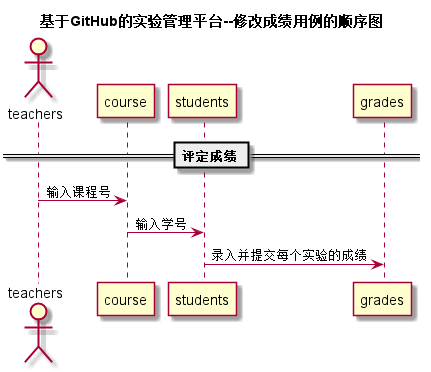 基于GitHub的实验管理平台--修改成绩用例的顺序图
teachers
course
students
grades
评定成绩
输入课程号
输入学号
录入并提交每个实验的成绩
teachers
course
students
grades